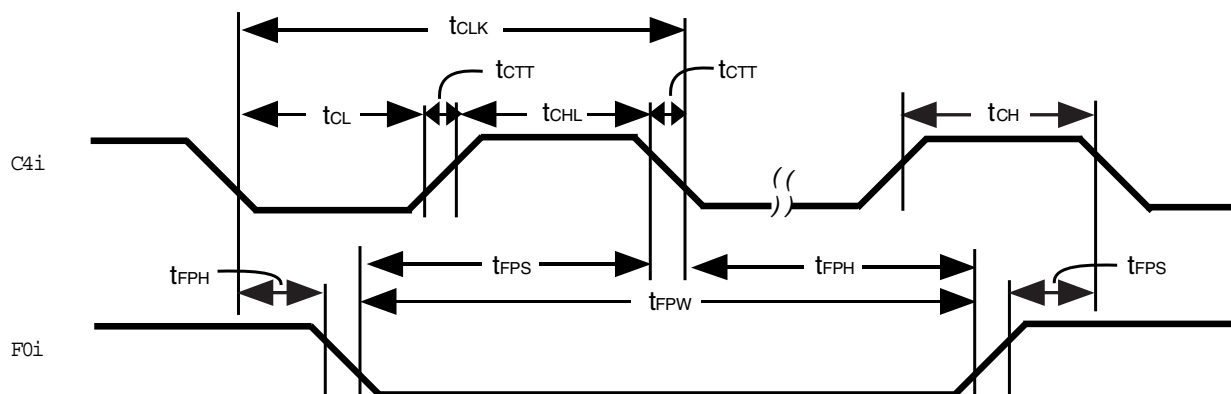 tCLK
tCTT
tCTT
tCL
tCHL
tCH
C4i
tFPH
tFPS
tFPH
tFPS
tFPW
F0i